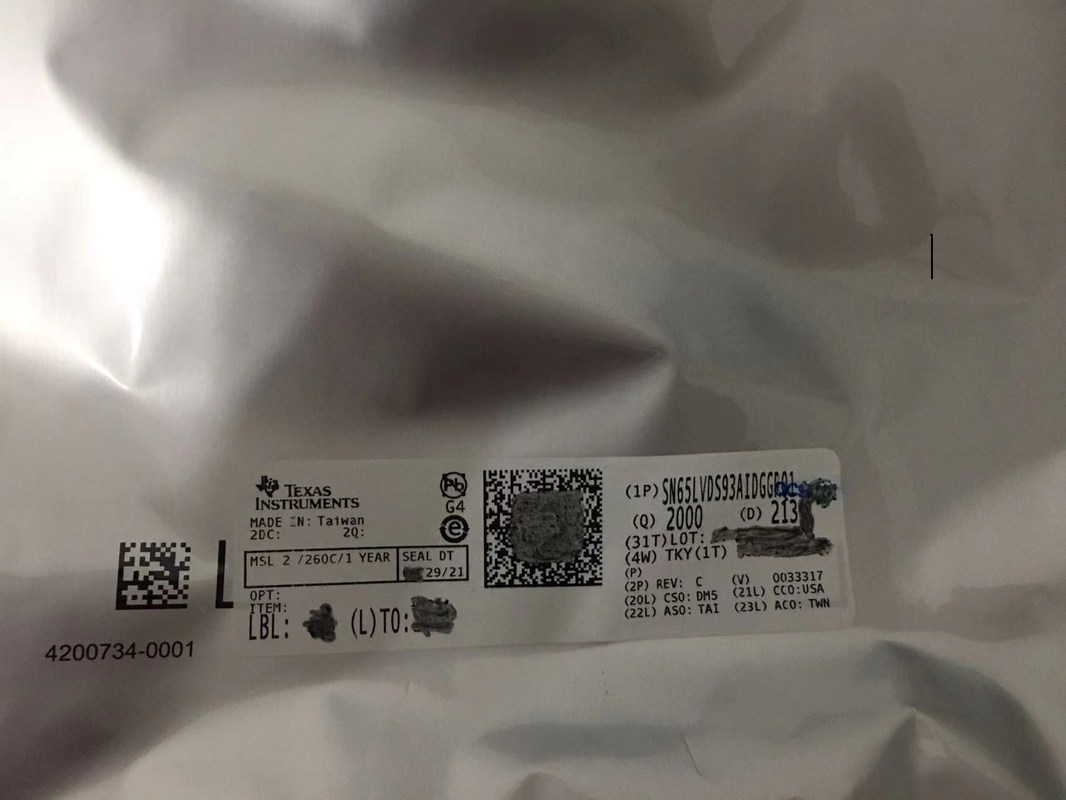 TEXAS
INSTRUMENTS
MADE IN: Taiwan
2DC: 2Q:
Pb
G4
e
MSL 2 /260C/1 YEAR
SEAL DT
29/21
OPT:
ITEM:
LBL: (L)TO:
4200734-0001
(1P) SN65LVDS93AIDGGRQ1
(Q) 2000 (D) 213
(31T)LOT:
(4W) TKY(1T)
(P)
(2P) REV: C (V) 0033317
(20L) CSO: DM5 (21L) CCO:USA
(22L) ASO: TAI (23L) ACO: TWN